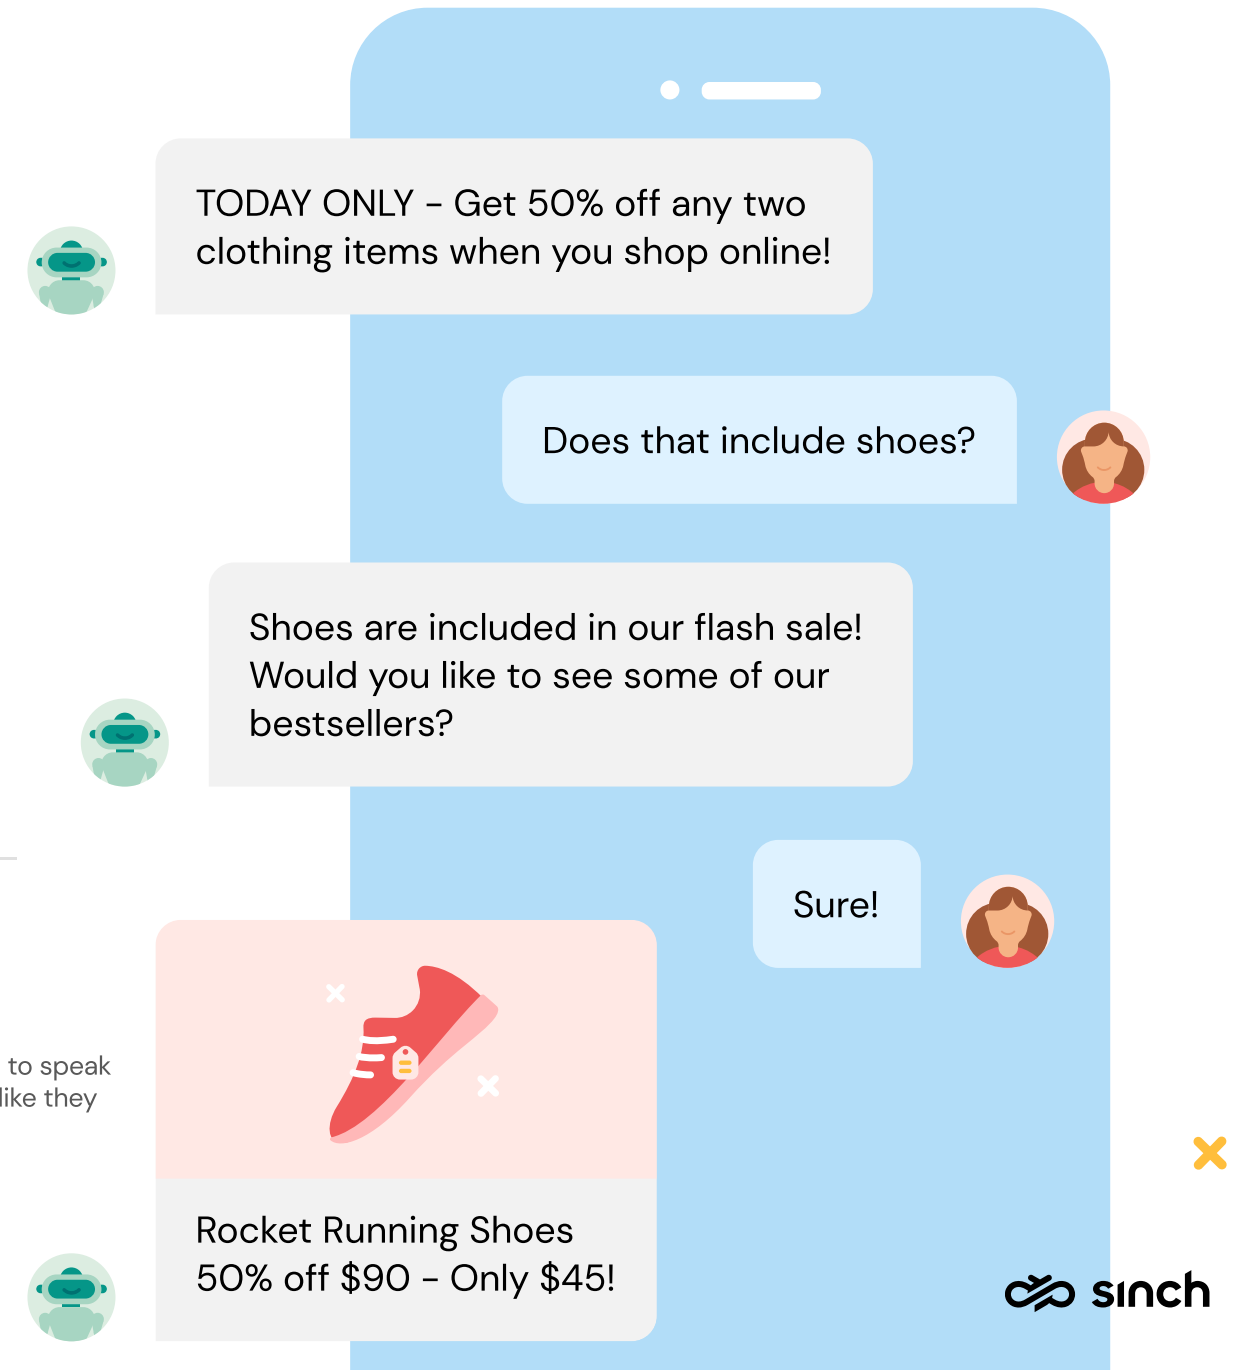 TODAY ONLY – Get 50% off any two
clothing items when you shop online!
Does that include shoes?
Shoes are included in our flash sale!
Would you like to see some of our
bestsellers?
Sure!
to speak
like they
Rocket Running Shoes
50% off $90 – Only $45!
sinch